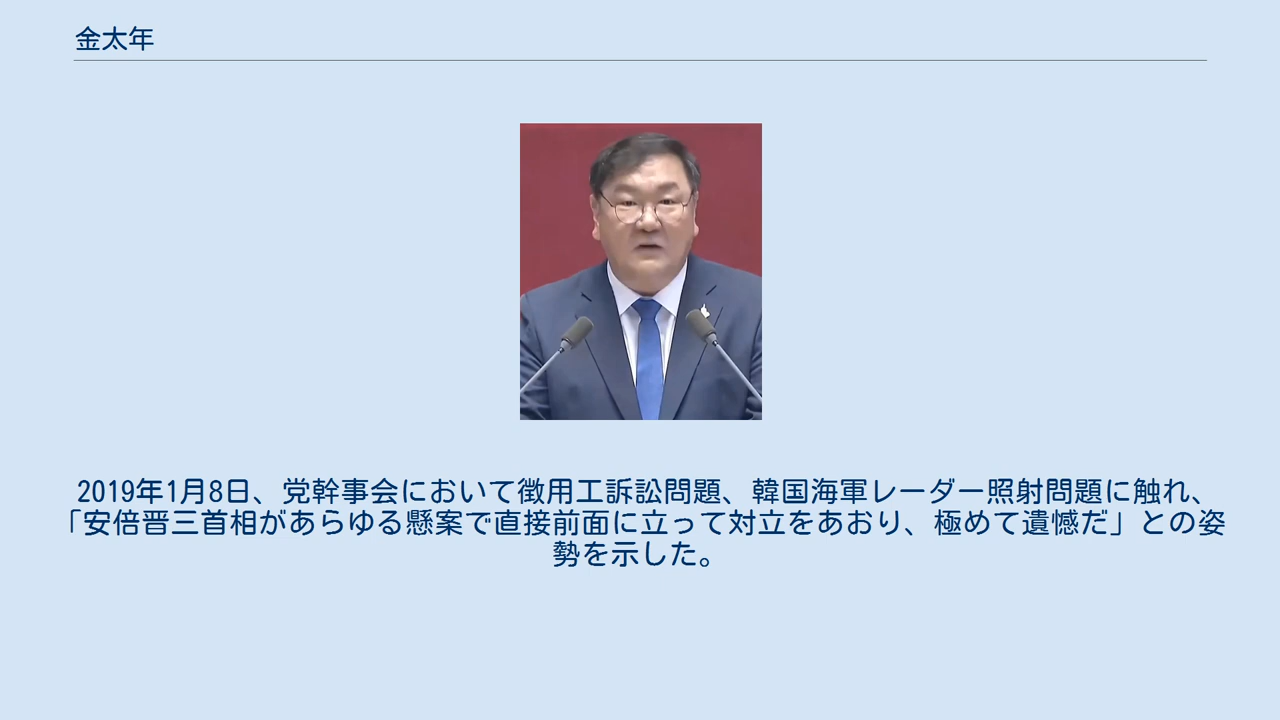 金太年
2019年1月8日、党幹事会において徴用工訴訟問題、韓国海軍レーダー照射問題に触れ、
「安倍晋三首相があらゆる懸案で直接前面に立って対立をあおり、極めて遺憾だ」との姿
勢を示した。